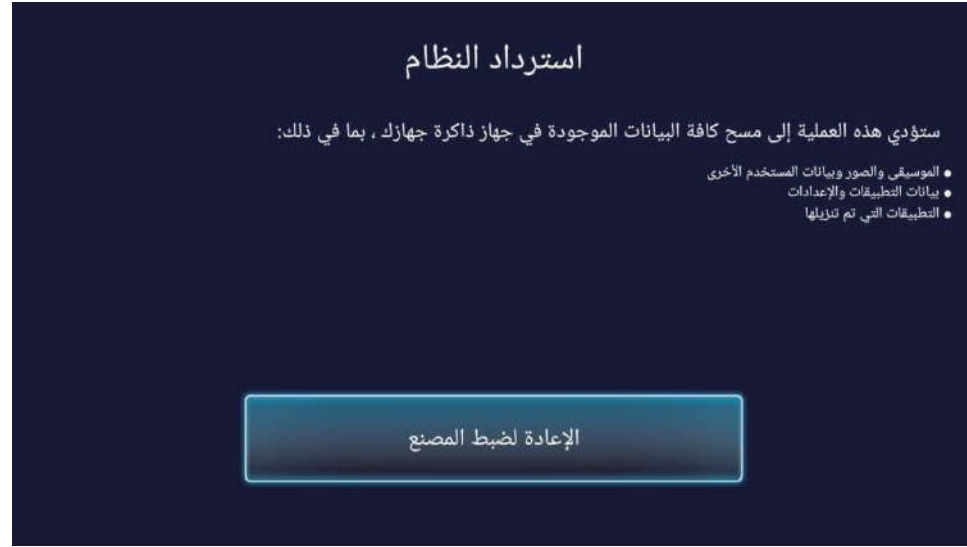 استرداد النظام
ستؤدي هذه العملية إلى مسح كافة البيانات الموجودة في جهاز ذاكرة جهازك ، بما في ذلك:
● الموسيقى والصور وبيانات المستخدم الأخرى
● بيانات التطبيقات والإعدادات
● التطبيقات التي تم تنزيلها
الإعادة لضبط المصنع